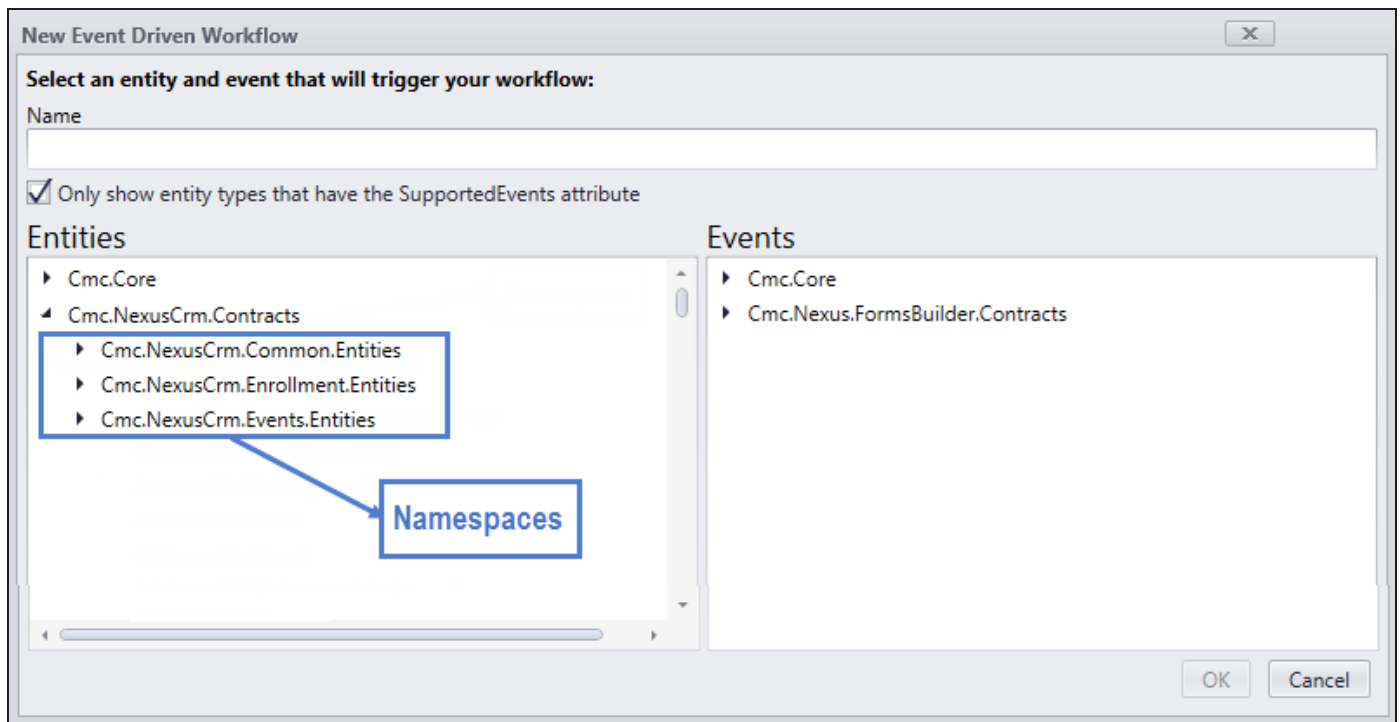 New Event Driven Workflow
Select an entity and event that will trigger your workflow:
Name
Only show entity types that have the SupportedEvents attribute
Entities
Cmc.Core
Cmc.NexusCrm.Contracts
Cmc.NexusCrm.Common.Entities
Cmc.NexusCrm.Enrollment.Entities
Cmc.NexusCrm.Events.Entities
Namespaces
Events
Cmc.Core
Cmc.Nexus.FormsBuilder.Contracts
OK
Cancel